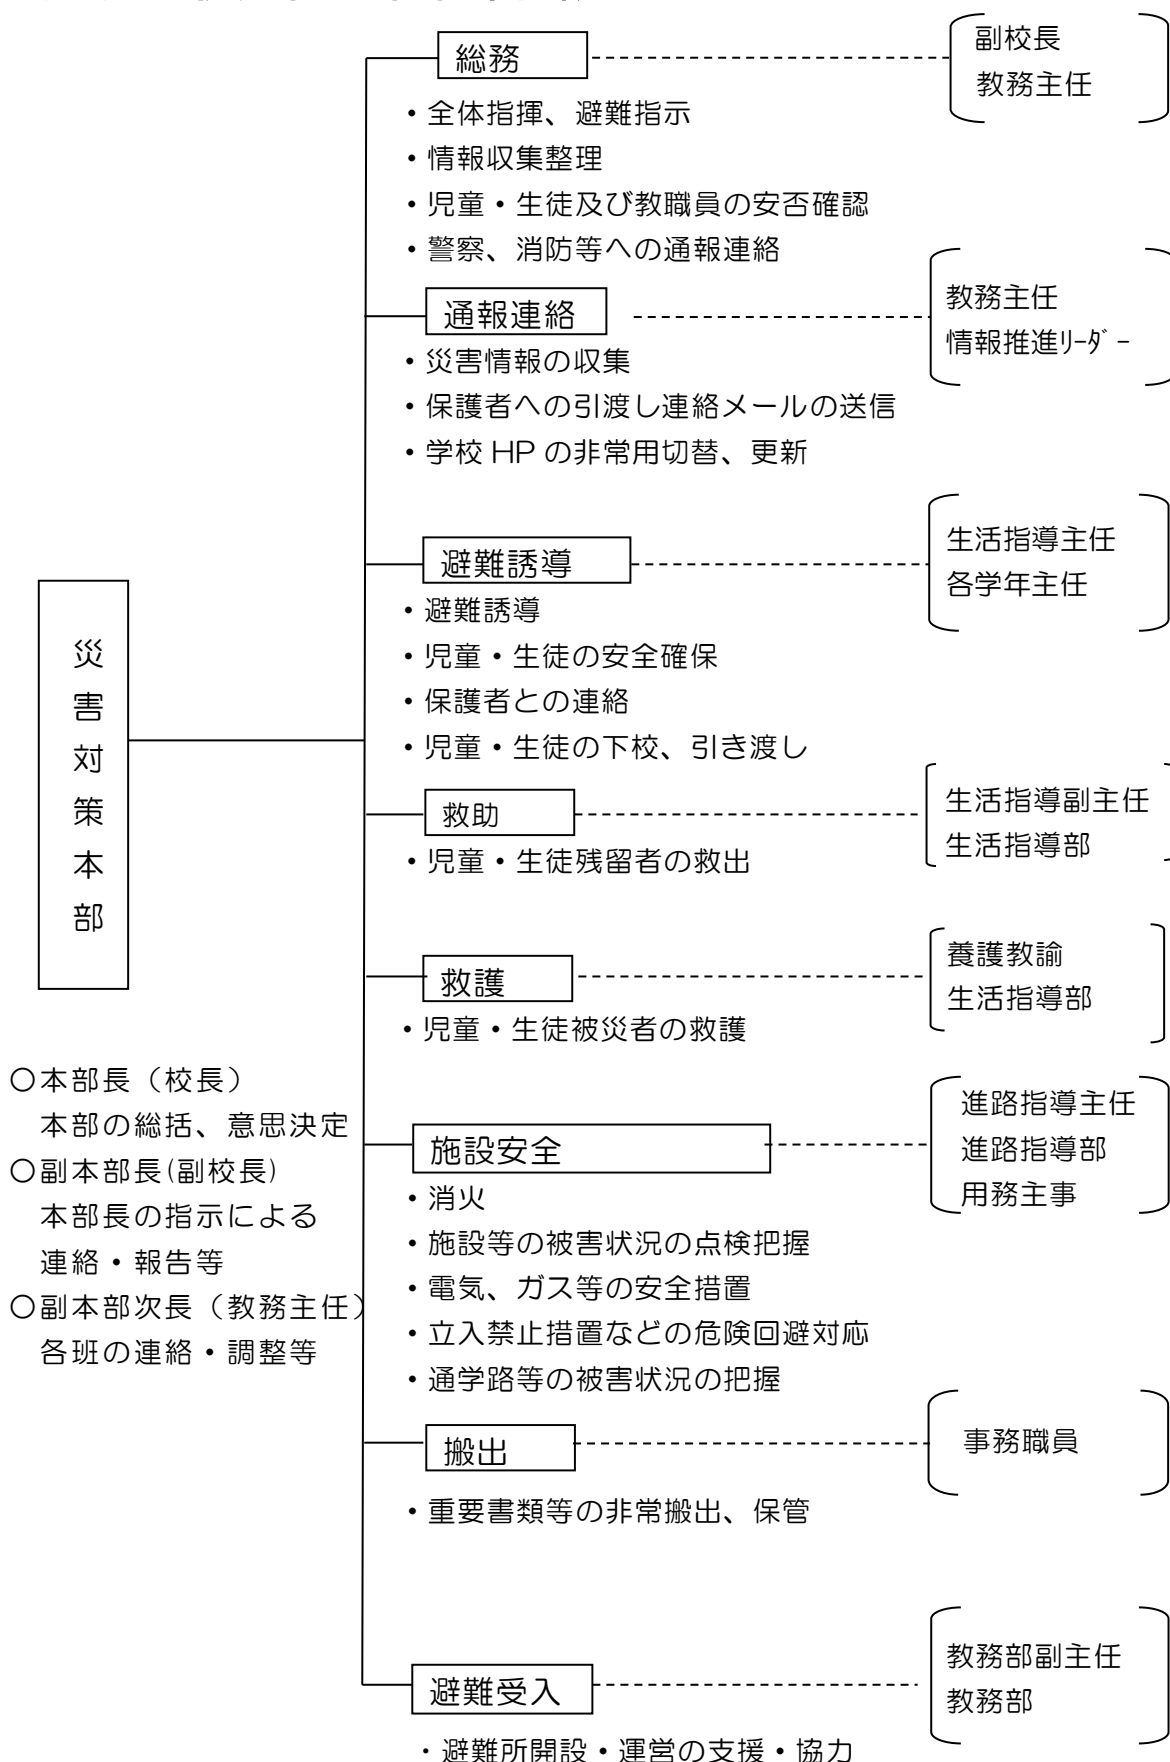 総務
副校長
教務主任
・全体指揮、避難指示
・情報収集整理
・児童・生徒及び教職員の安否確認
・警察、消防等への通報連絡
通報連絡
教務主任
情報推進ﾘｰﾀﾞｰ
・災害情報の収集
・保護者への引渡し連絡メールの送信
・学校HPの非常用切替、更新
避難誘導
生活指導主任
各学年主任
・避難誘導
・児童・生徒の安全確保
・保護者との連絡
・児童・生徒の下校、引き渡し
災害対策本部
救助
生活指導副主任
生活指導部
・児童・生徒残留者の救出
救護
養護教諭
生活指導部
・児童・生徒被災者の救護
〇本部長（校長）
本部の総括、意思決定
〇副本部長(副校長)
本部長の指示による
連絡・報告等
〇副本部次長（教務主任）
各班の連絡・調整等
施設安全
進路指導主任
進路指導部
用務主事
・消火
・施設等の被害状況の点検把握
・電気、ガス等の安全措置
・立入禁止措置などの危険回避対応
・通学路等の被害状況の把握
搬出
事務職員
・重要書類等の非常搬出、保管
避難受入
教務部副主任
教務部
・避難所開設・運営の支援・協力